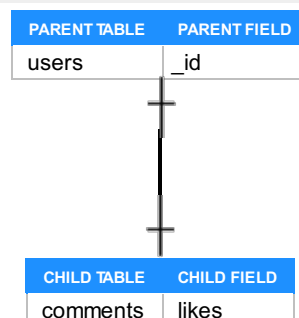 PARENT TABLE PARENT FIELD
users _id
CHILD TABLE CHILD FIELD
comments likes